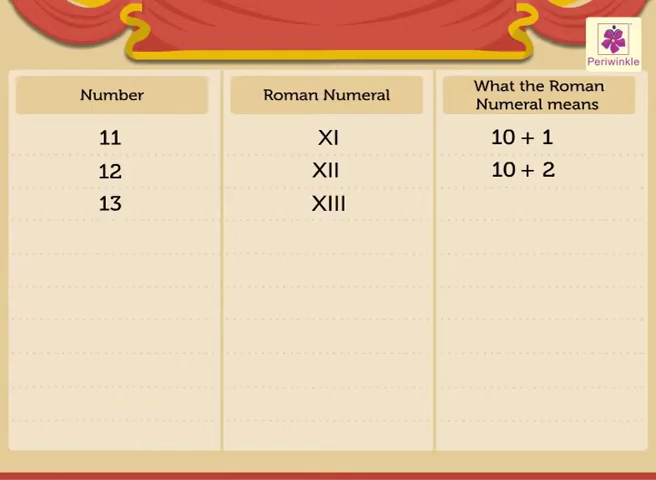 Periwinkle
Number Roman Numeral What the Roman Numeral means
11 XI 10 + 1
12 XII 10 + 2
13 XIII